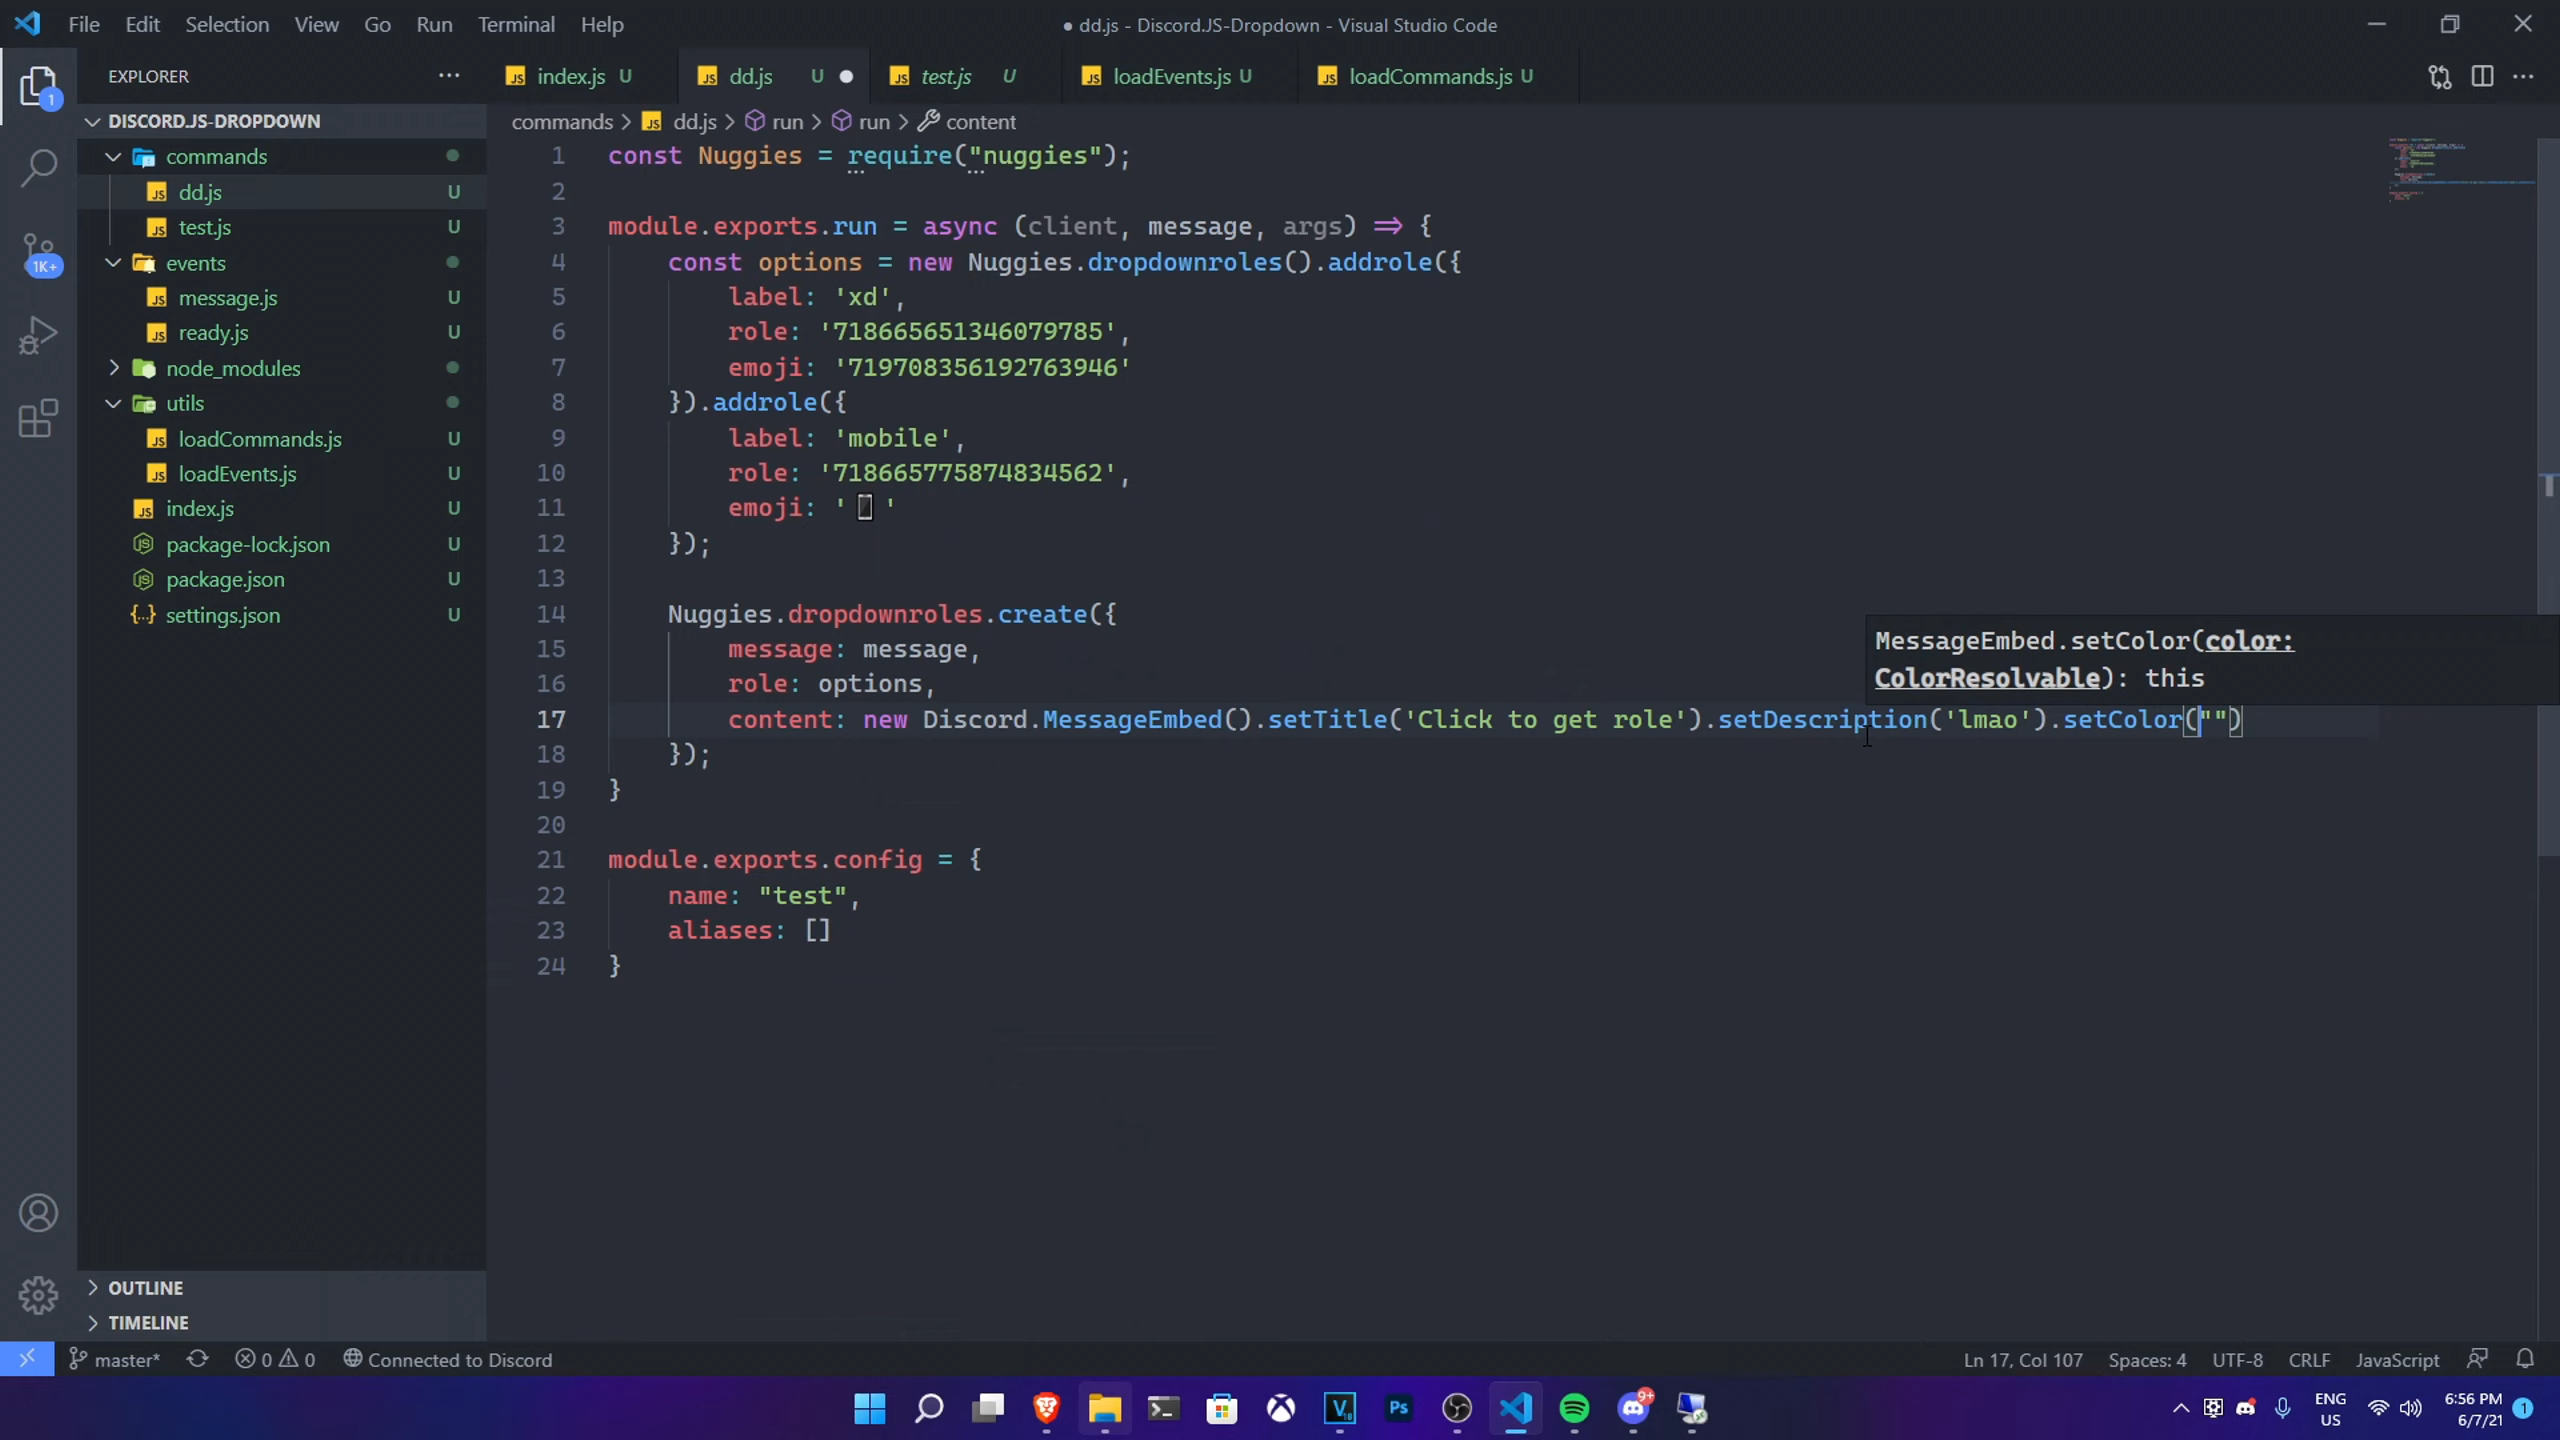 File Edit Selection View Go Run Terminal Help
● dd.js - Discord.JS-Dropdown - Visual Studio Code
EXPLORER
index.js U
dd.js U
test.js U
loadEvents.js U
loadCommands.js U
1
1K+
DISCORD.JS-DROPDOWN
commands
dd.js U
test.js U
events
message.js U
ready.js U
node_modules
utils
loadCommands.js U
loadEvents.js U
index.js U
package-lock.json U
package.json U
settings.json U
OUTLINE
TIMELINE
commands > dd.js > run > run > content
1 const Nuggies = require("nuggies");
2
3 module.exports.run = async (client, message, args) => {
4 const options = new Nuggies.dropdownroles().addrole({
5 label: 'xd',
6 role: '718665651346079785',
7 emoji: '719708356192763946'
8 }).addrole({
9 label: 'mobile',
10 role: '718665775874834562',
11 emoji: '📱'
12 });
13
14 Nuggies.dropdownroles.create({
15 message: message,
16 role: options,
17 content: new Discord.MessageEmbed().setTitle('Click to get role').setDescription('lmao').setColor("")
18 });
19 }
20
21 module.exports.config = {
22 name: "test",
23 aliases: []
24 }
MessageEmbed.setColor(color:
ColorResolvable): this
master* 0 0 Connected to Discord
Ln 17, Col 107 Spaces: 4 UTF-8 CRLF JavaScript
V 18
Ps
9+
ENG
US
6:56 PM
6/7/21
1